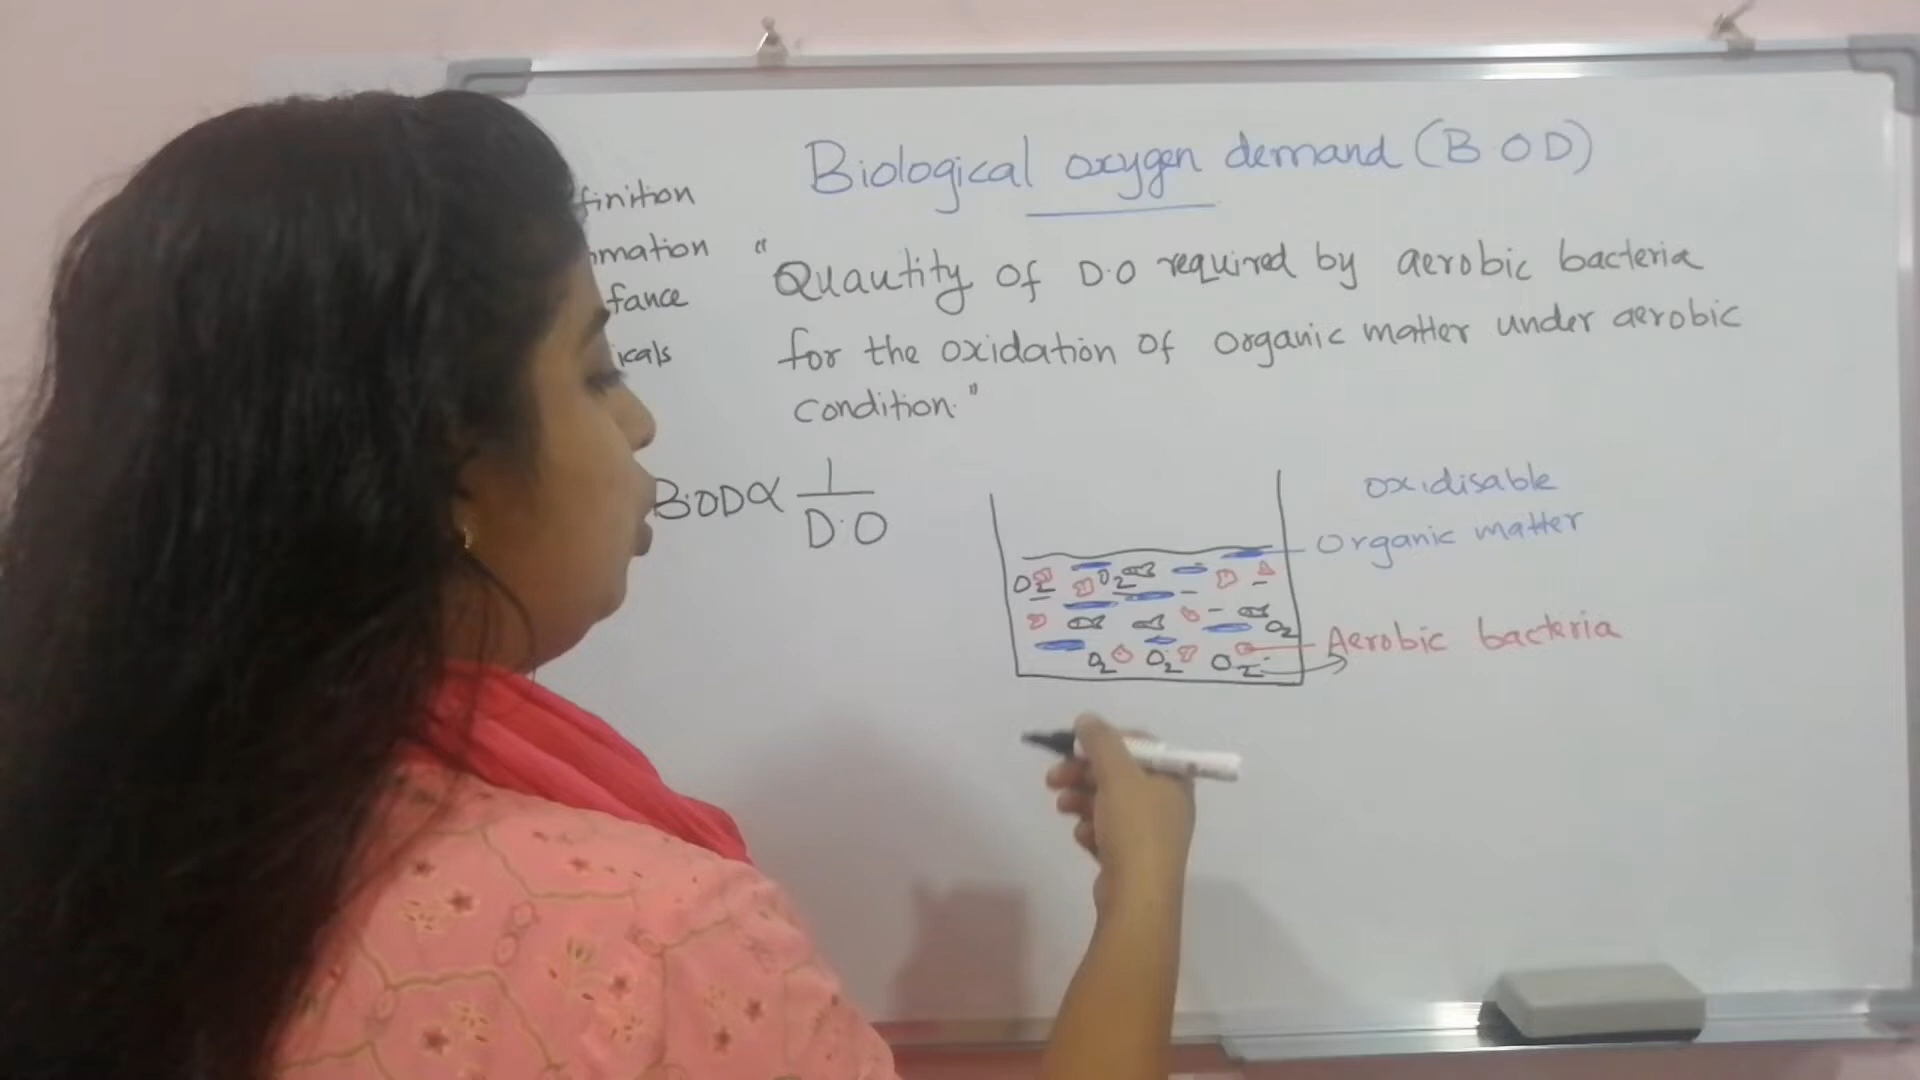 Biological oxygen demand (B O D)
finition
mation
fance
icals
"Quantity of D.O required by aerobic bacteria
for the oxidation of organic matter under aerobic
condition."
BOD ∝ 1/D.O
oxidisable
organic matter
O2 O2
O2
Aerobic bacteria
O2 O2 O2